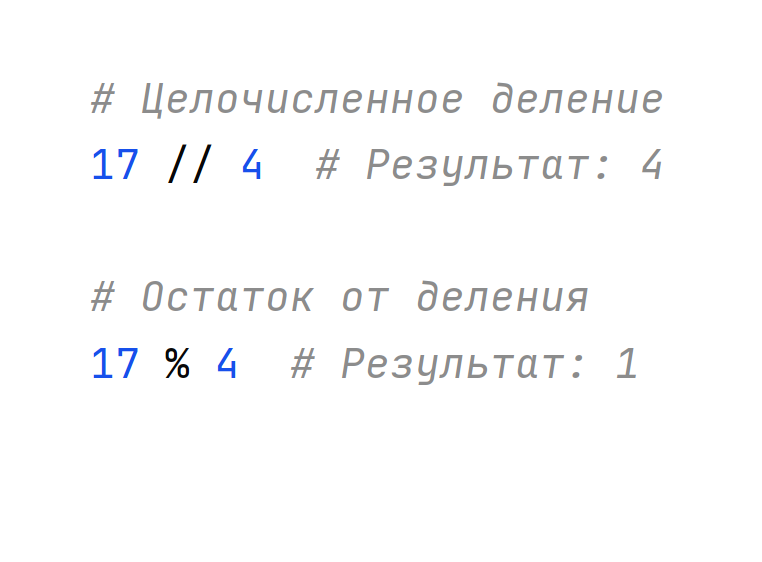 # Целочисленное деление
17 // 4  # Результат: 4
# Остаток от деления
17 % 4  # Результат: 1